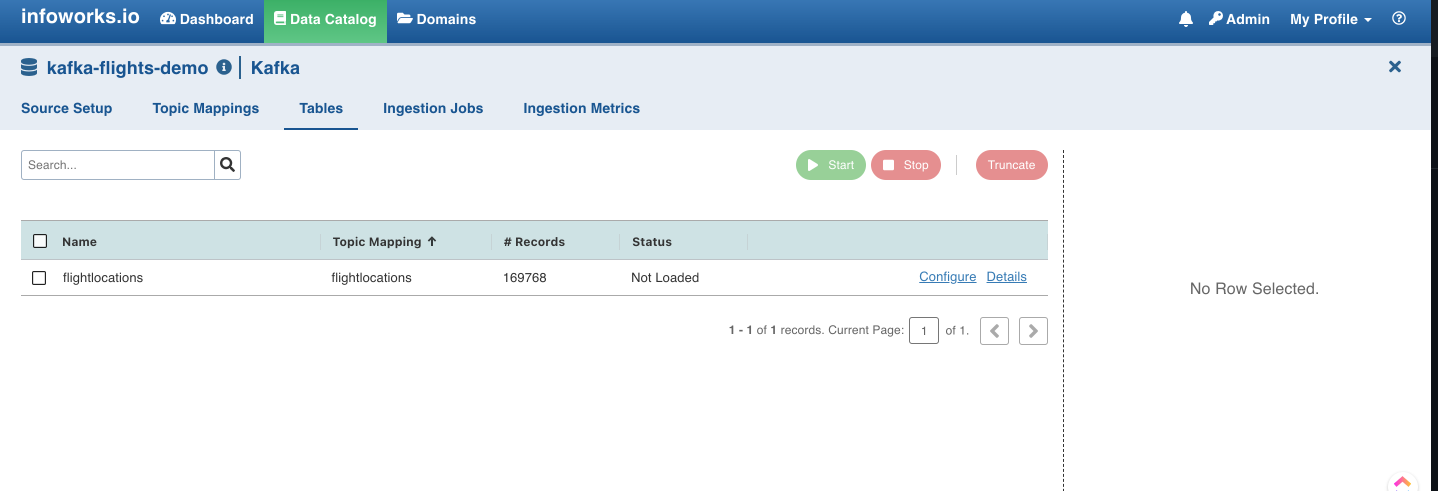 infoworks.io Dashboard Data Catalog Domains Admin My Profile
kafka-flights-demo Kafka
Source Setup Topic Mappings Tables Ingestion Jobs Ingestion Metrics
Search... Start Stop Truncate
Name Topic Mapping # Records Status
flightlocations flightlocations 169768 Not Loaded Configure Details
No Row Selected.
1 - 1 of 1 records. Current Page: 1 of 1.